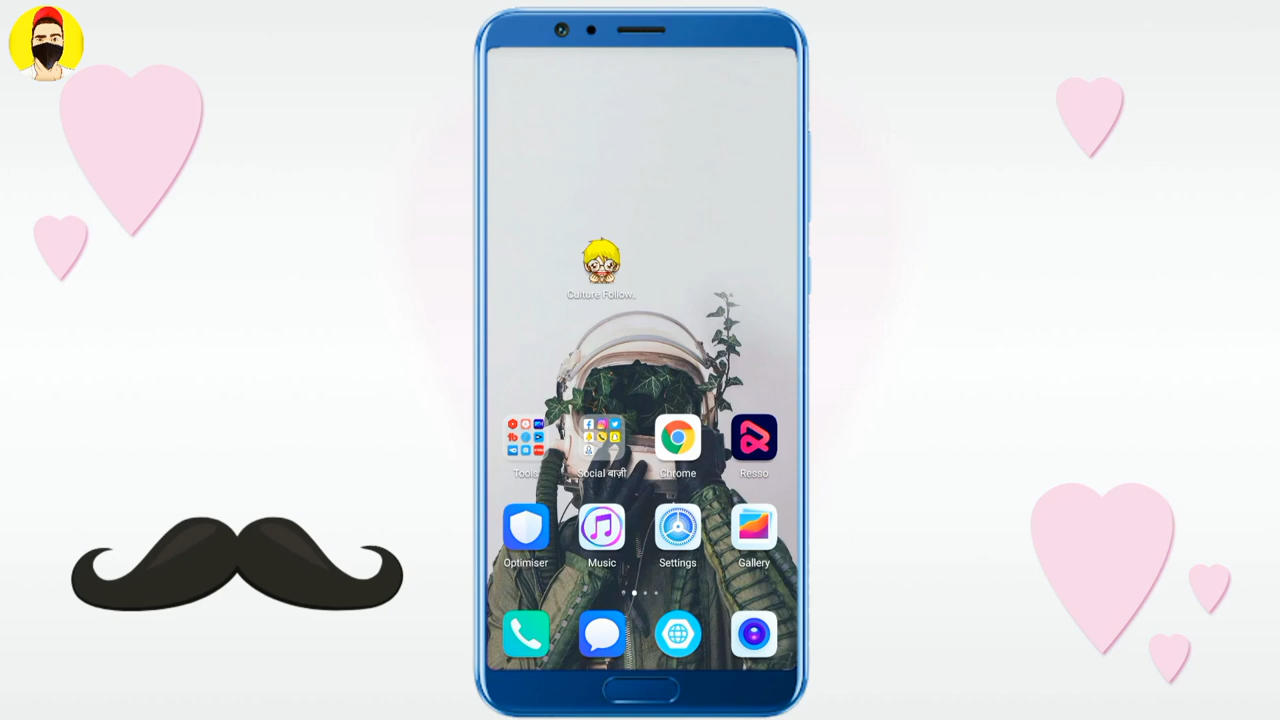 Culture Follow..
Tools
Social बाज़ी
Chrome
Resso
Optimiser
Music
Settings
Gallery